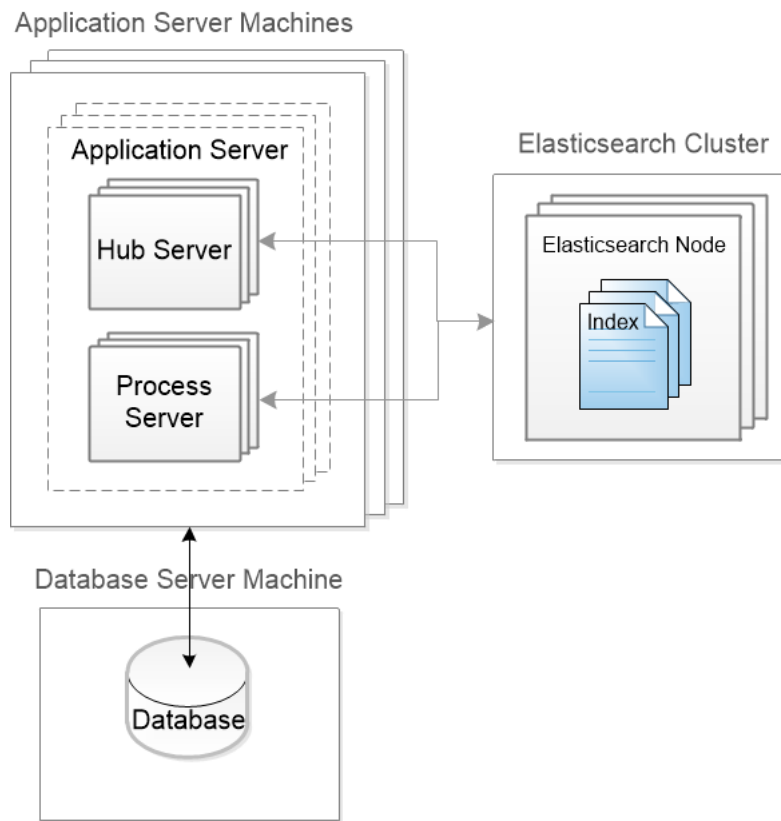 Application Server Machines
Application Server
Hub Server
Process
Server
Elasticsearch Cluster
Elasticsearch Node
Index
Database Server Machine
Database